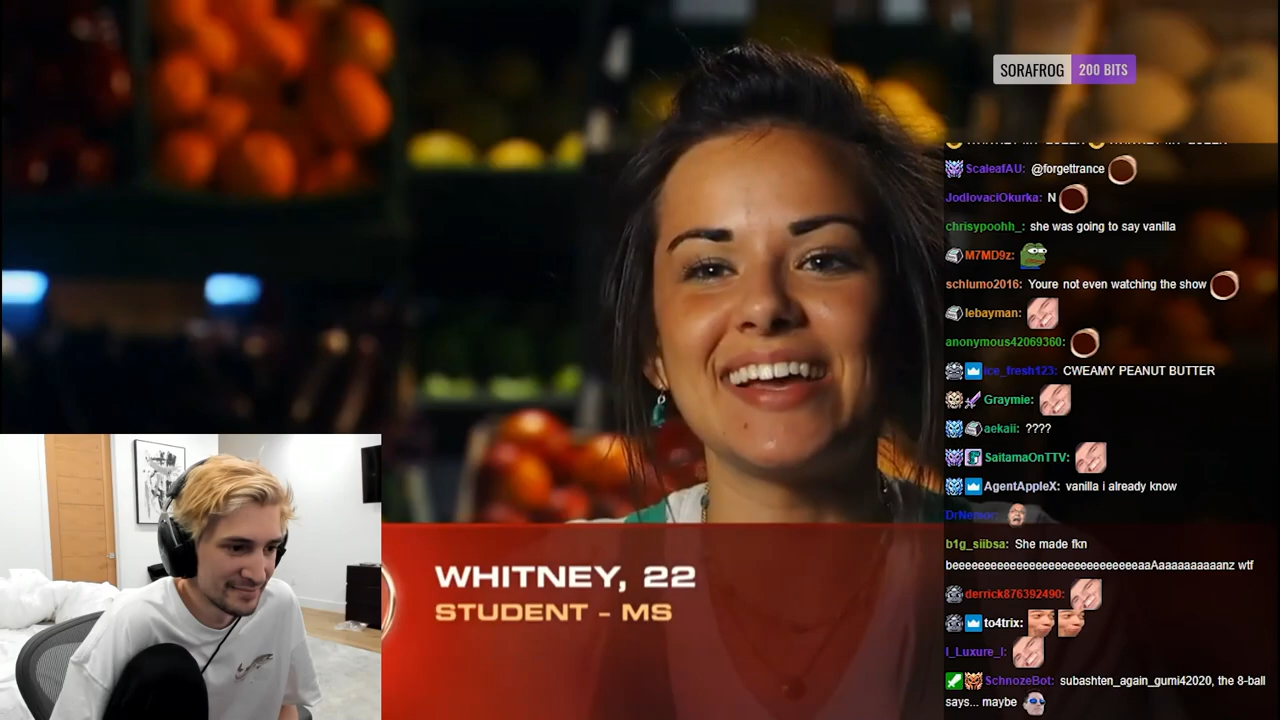 SORAFROG 200 BITS
ScaleafAU: @forgettrance
JodlovaciOkurka: N
chrisypoohh_: she was going to say vanilla
M7MD9z:
schlumo2016: Youre not even watching the show
lebayman:
anonymous42069360:
ice_fresh123: CWEAMY PEANUT BUTTER
Graymie:
aekaii: ????
SaitamaOnTTV:
AgentAppleX: vanilla i already know
DrNemor:
b1g_siibsa: She made fkn
beeeeeeeeeeeeeeeeeeeeeeeeeeeeeaaAaaaaaaaaanz wtf
derrick876392490:
to4trix:
l_Luxure_l:
SchnozeBot: subashten_again_gumi42020, the 8-ball
says... maybe
WHITNEY, 22
STUDENT - MS